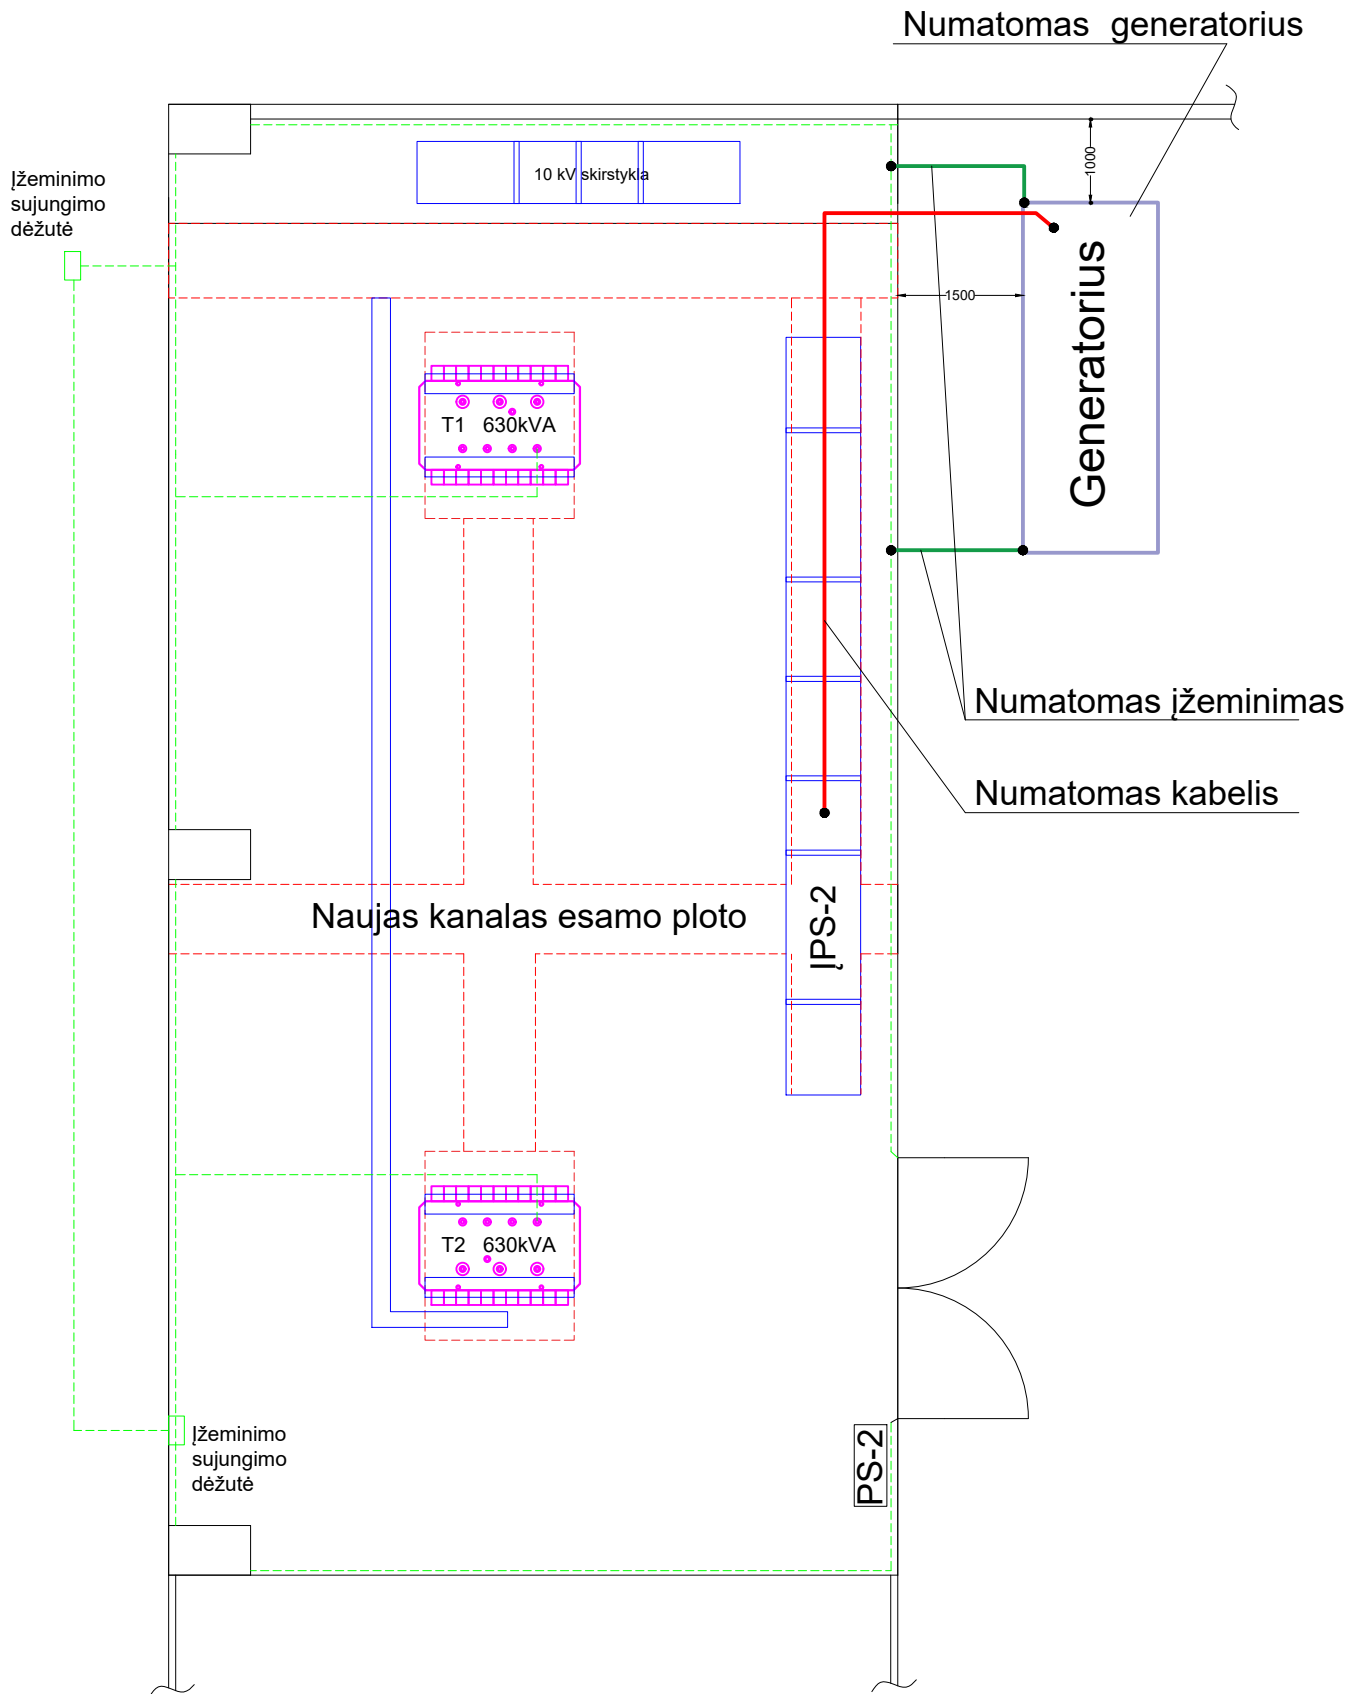 Numatomas generatorius
Įžeminimo
sujungimo
dėžutė
10 kV skirstykla
1000
1500
Generatorius
T1 630kVA
Numatomas įžeminimas
Numatomas kabelis
Naujas kanalas esamo ploto
ĮPS-2
T2 630kVA
Įžeminimo
sujungimo
dėžutė
PS-2